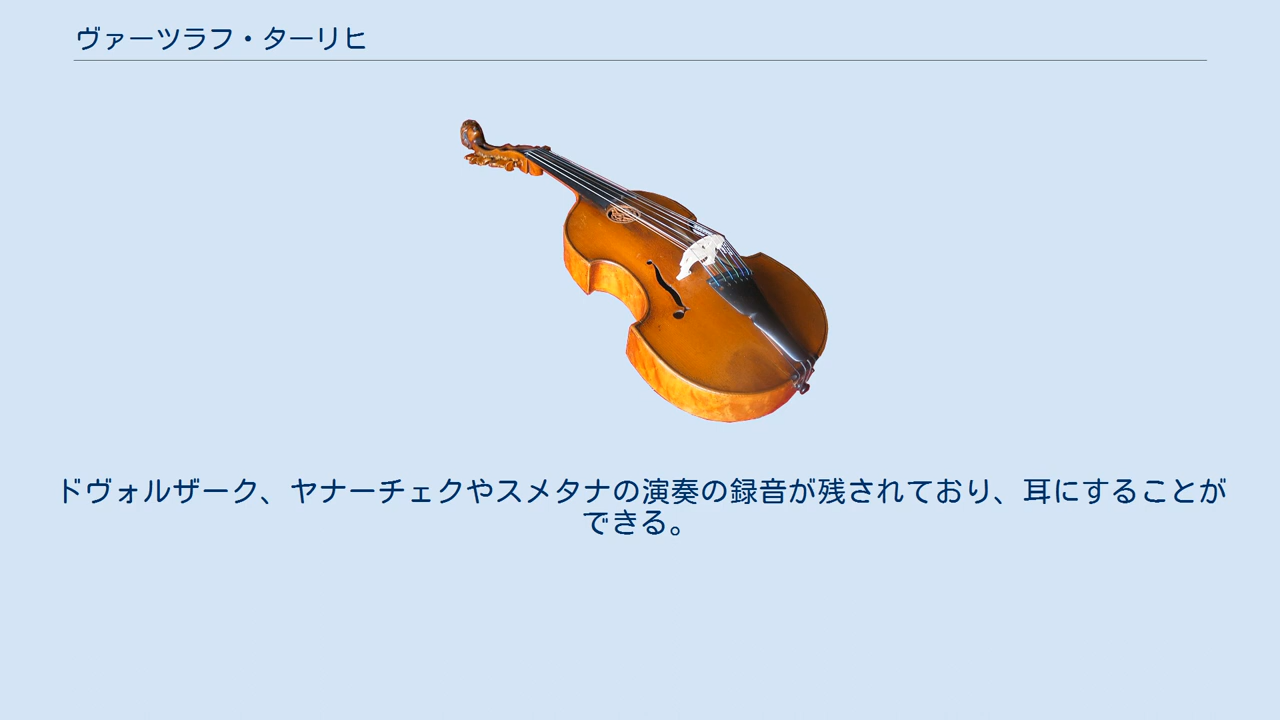 ヴァーツラフ・ターリヒ
ドヴォルザーク、ヤナーチェクやスメタナの演奏の録音が残されており、耳にすることが
できる。